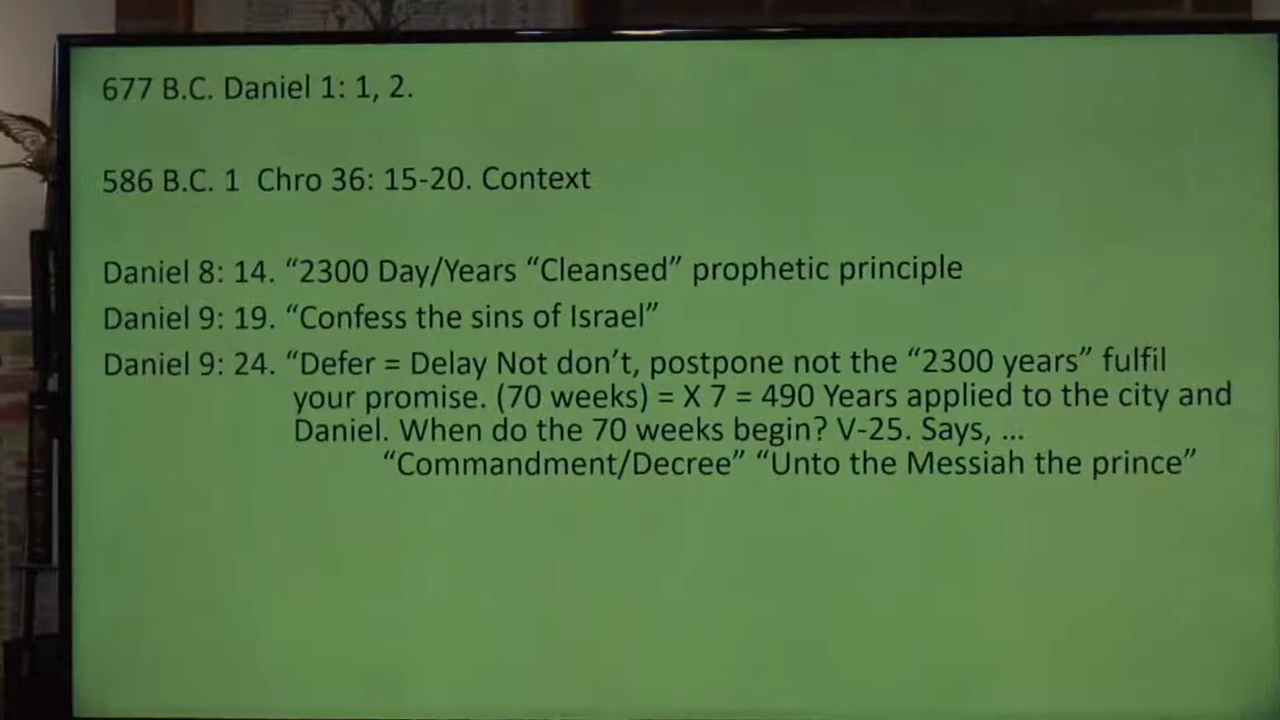 677 B.C. Daniel 1: 1, 2.
586 B.C. 1  Chro 36: 15-20. Context
Daniel 8: 14. “2300 Day/Years “Cleansed” prophetic principle
Daniel 9: 19. “Confess the sins of Israel”
Daniel 9: 24. “Defer = Delay Not don’t, postpone not the “2300 years” fulfil
your promise. (70 weeks) = X 7 = 490 Years applied to the city and
Daniel. When do the 70 weeks begin? V-25. Says, ...
“Commandment/Decree” “Unto the Messiah the prince”